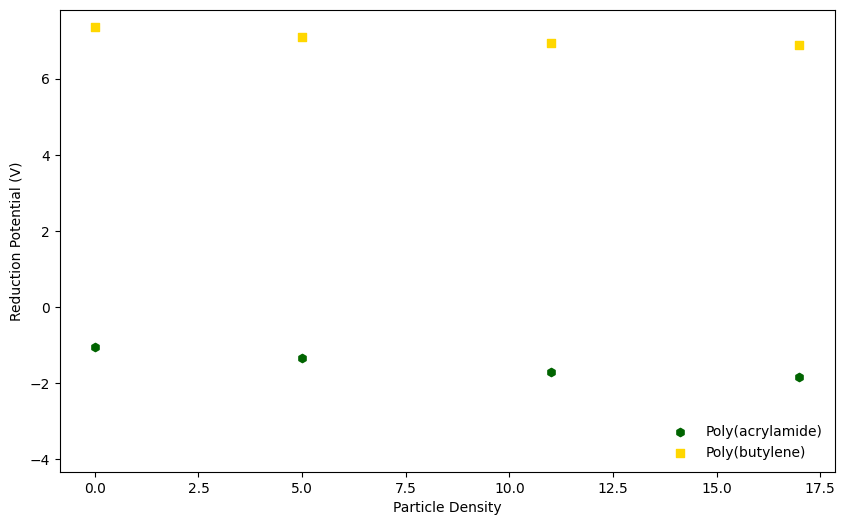 6
4
2
0
−2
−4
Reduction Potential (V)
0.0 2.5 5.0 7.5 10.0 12.5 15.0 17.5
Particle Density
Poly(acrylamide)
Poly(butylene)